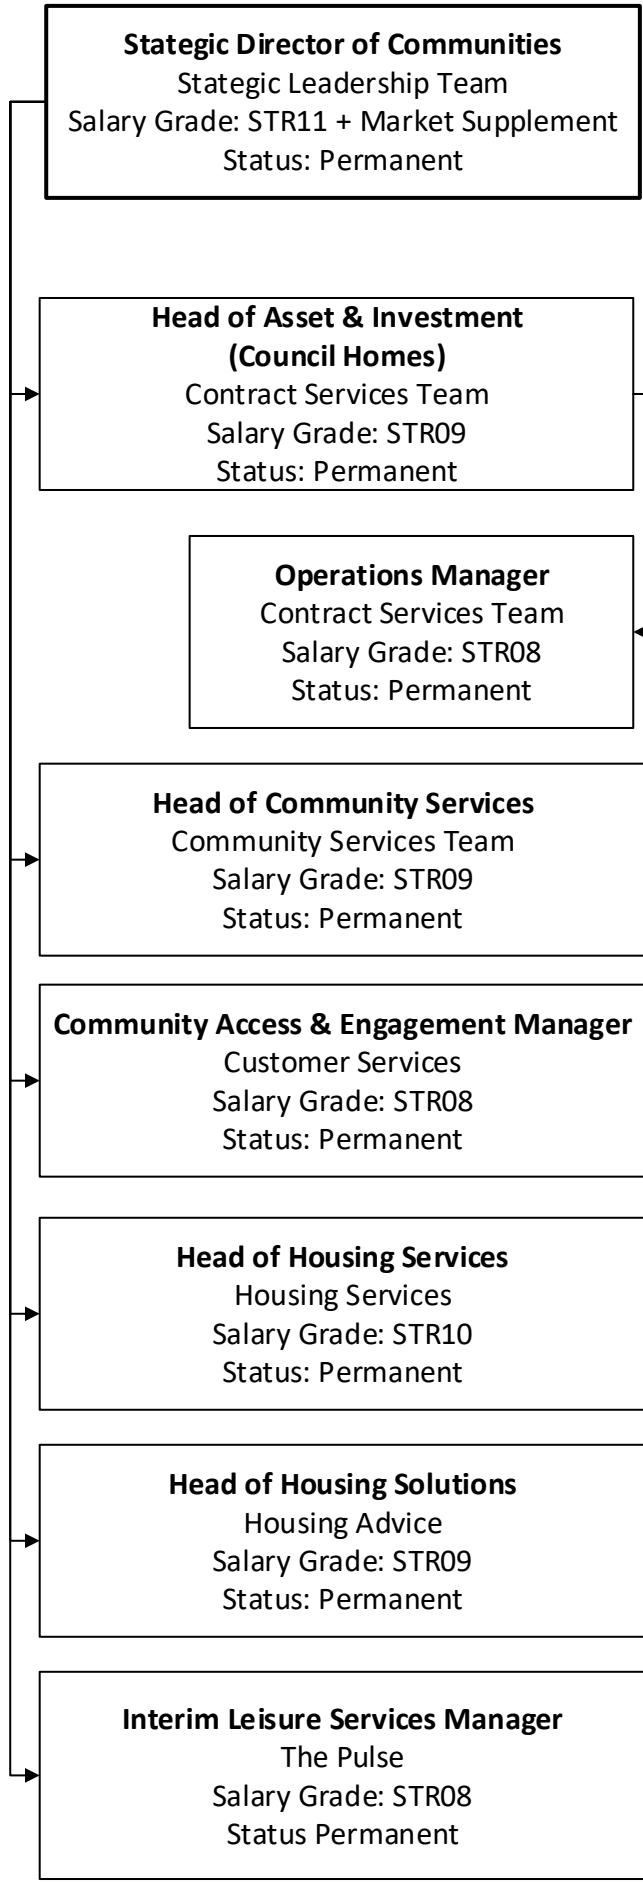 Stategic Director of Communities
Stategic Leadership Team
Salary Grade: STR11 + Market Supplement
Status: Permanent
Head of Asset & Investment
(Council Homes)
Contract Services Team
Salary Grade: STR09
Status: Permanent
Operations Manager
Contract Services Team
Salary Grade: STR08
Status: Permanent
Head of Community Services
Community Services Team
Salary Grade: STR09
Status: Permanent
Community Access & Engagement Manager
Customer Services
Salary Grade: STR08
Status: Permanent
Head of Housing Services
Housing Services
Salary Grade: STR10
Status: Permanent
Head of Housing Solutions
Housing Advice
Salary Grade: STR09
Status: Permanent
Interim Leisure Services Manager
The Pulse
Salary Grade: STR08
Status Permanent